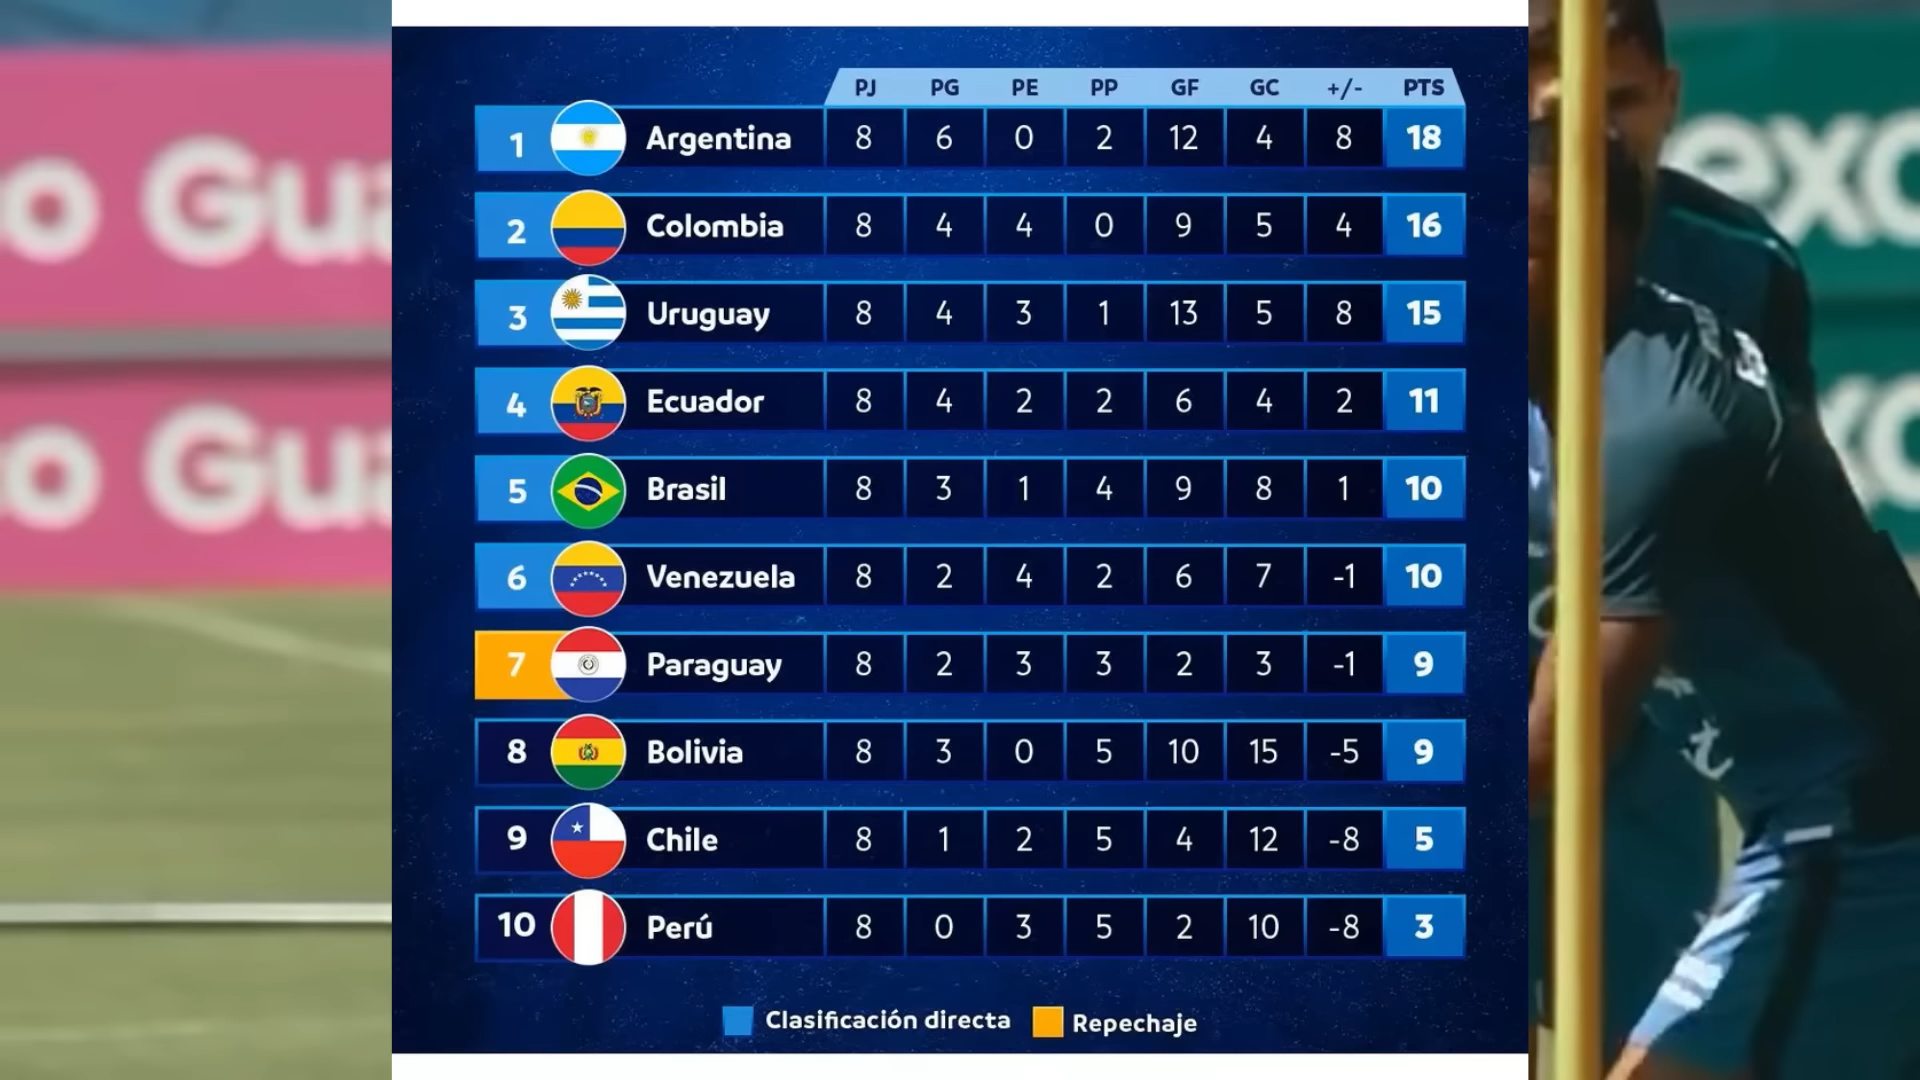 PJ PG PE PP GF GC +/- PTS
1 Argentina 8 6 0 2 12 4 8 18
2 Colombia 8 4 4 0 9 5 4 16
3 Uruguay 8 4 3 1 13 5 8 15
4 Ecuador 8 4 2 2 6 4 2 11
5 Brasil 8 3 1 4 9 8 1 10
6 Venezuela 8 2 4 2 6 7 -1 10
7 Paraguay 8 2 3 3 2 3 -1 9
8 Bolivia 8 3 0 5 10 15 -5 9
9 Chile 8 1 2 5 4 12 -8 5
10 Perú 8 0 3 5 2 10 -8 3
Clasificación directa Repechaje